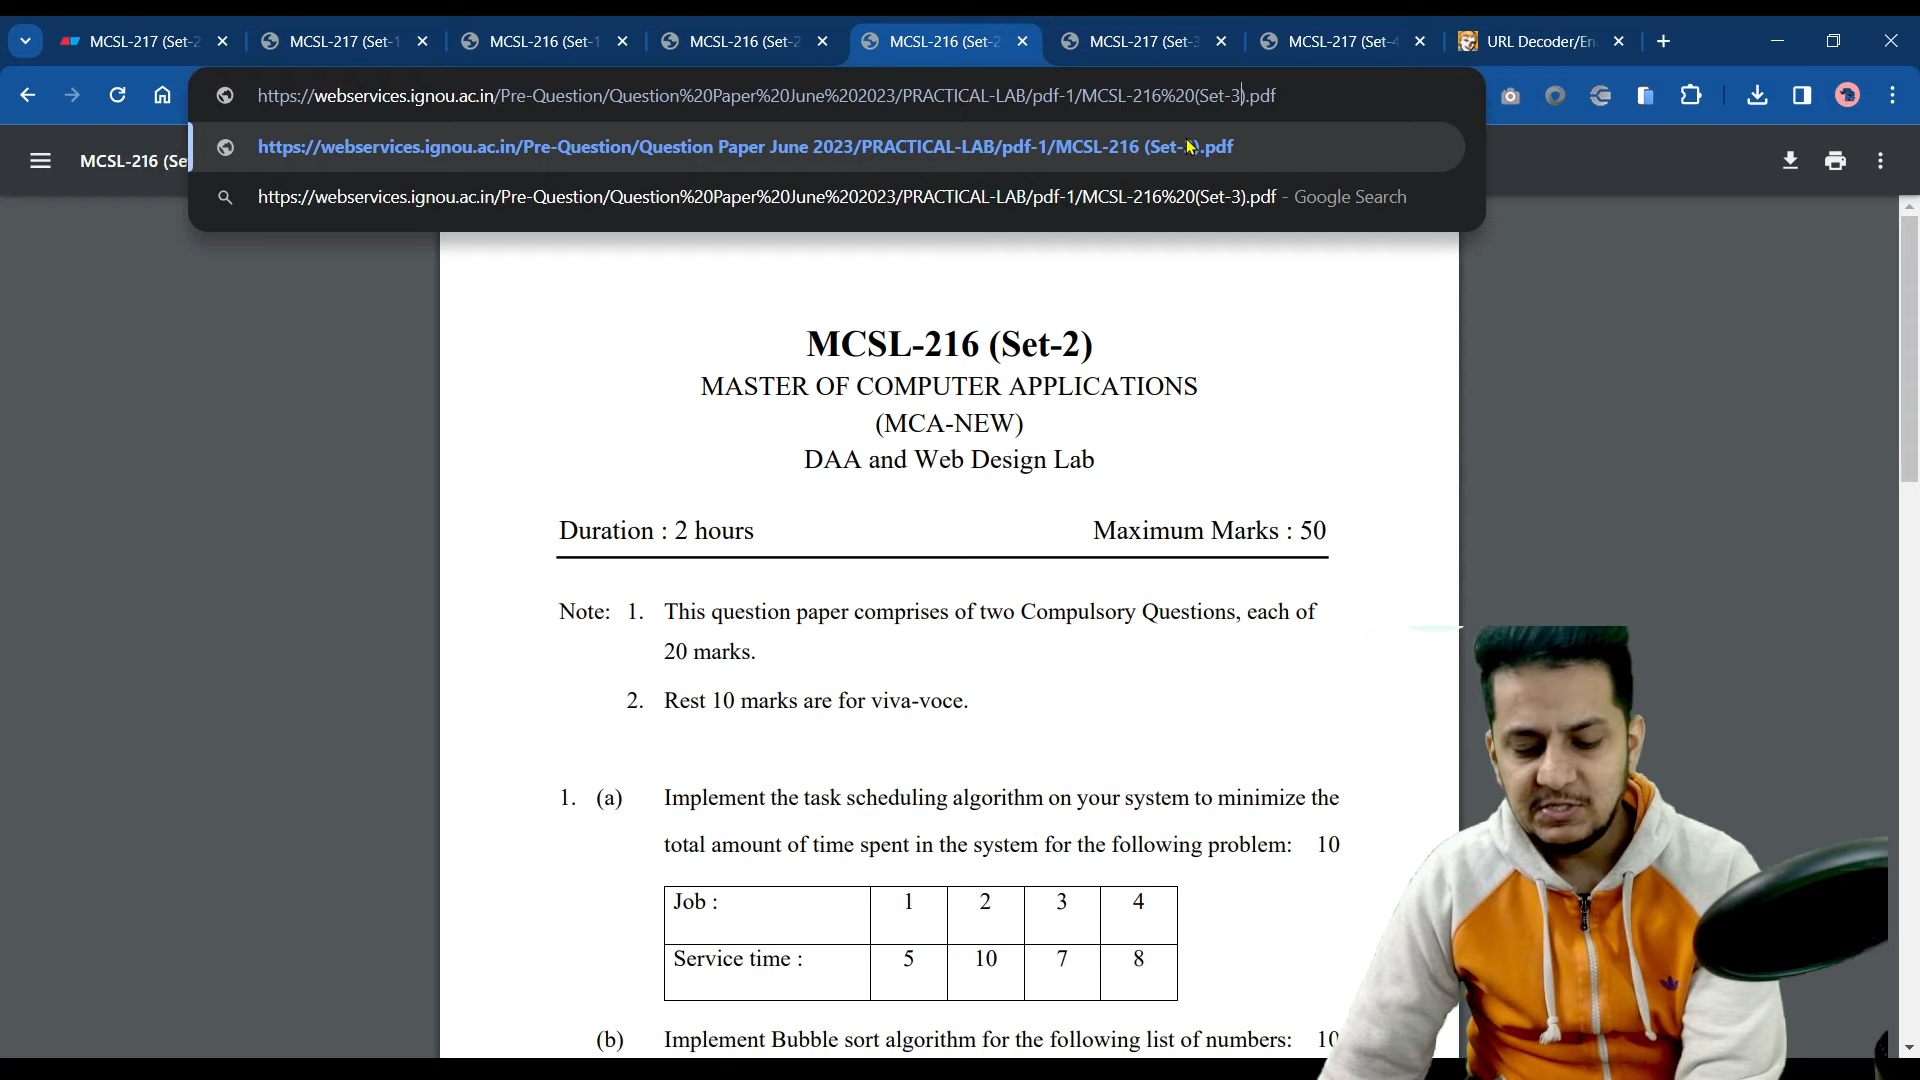 MCSL-217 (Set-2
MCSL-217 (Set-1
MCSL-216 (Set-1
MCSL-216 (Set-2
MCSL-216 (Set-2
MCSL-217 (Set-3
MCSL-217 (Set-4
URL Decoder/En
https://webservices.ignou.ac.in/Pre-Question/Question%20Paper%20June%202023/PRACTICAL-LAB/pdf-1/MCSL-216%20(Set-3).pdf
https://webservices.ignou.ac.in/Pre-Question/Question Paper June 2023/PRACTICAL-LAB/pdf-1/MCSL-216 (Set-).pdf
https://webservices.ignou.ac.in/Pre-Question/Question%20Paper%20June%202023/PRACTICAL-LAB/pdf-1/MCSL-216%20(Set-3).pdf - Google Search
MCSL-216 (Se
MCSL-216 (Set-2)
MASTER OF COMPUTER APPLICATIONS
(MCA-NEW)
DAA and Web Design Lab
Duration : 2 hours Maximum Marks : 50
Note: 1. This question paper comprises of two Compulsory Questions, each of
20 marks.
2. Rest 10 marks are for viva-voce.
1. (a) Implement the task scheduling algorithm on your system to minimize the
total amount of time spent in the system for the following problem: 10
Job : 1 2 3 4
Service time : 5 10 7 8
(b) Implement Bubble sort algorithm for the following list of numbers: 10